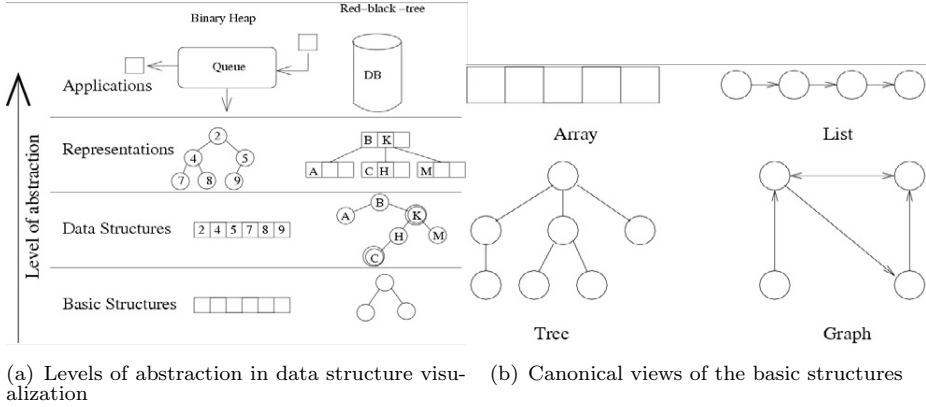 Binary Heap
Red-black-tree
Queue
DB
Applications
Level of abstraction
Representations
2
4 5
7 8 9
B K
A C H M
Data Structures
2 4 5 7 8 9
B
A K
H M
C
Basic Structures
Array
List
Tree
Graph
(a) Levels of abstraction in data structure visu-
alization
(b) Canonical views of the basic structures